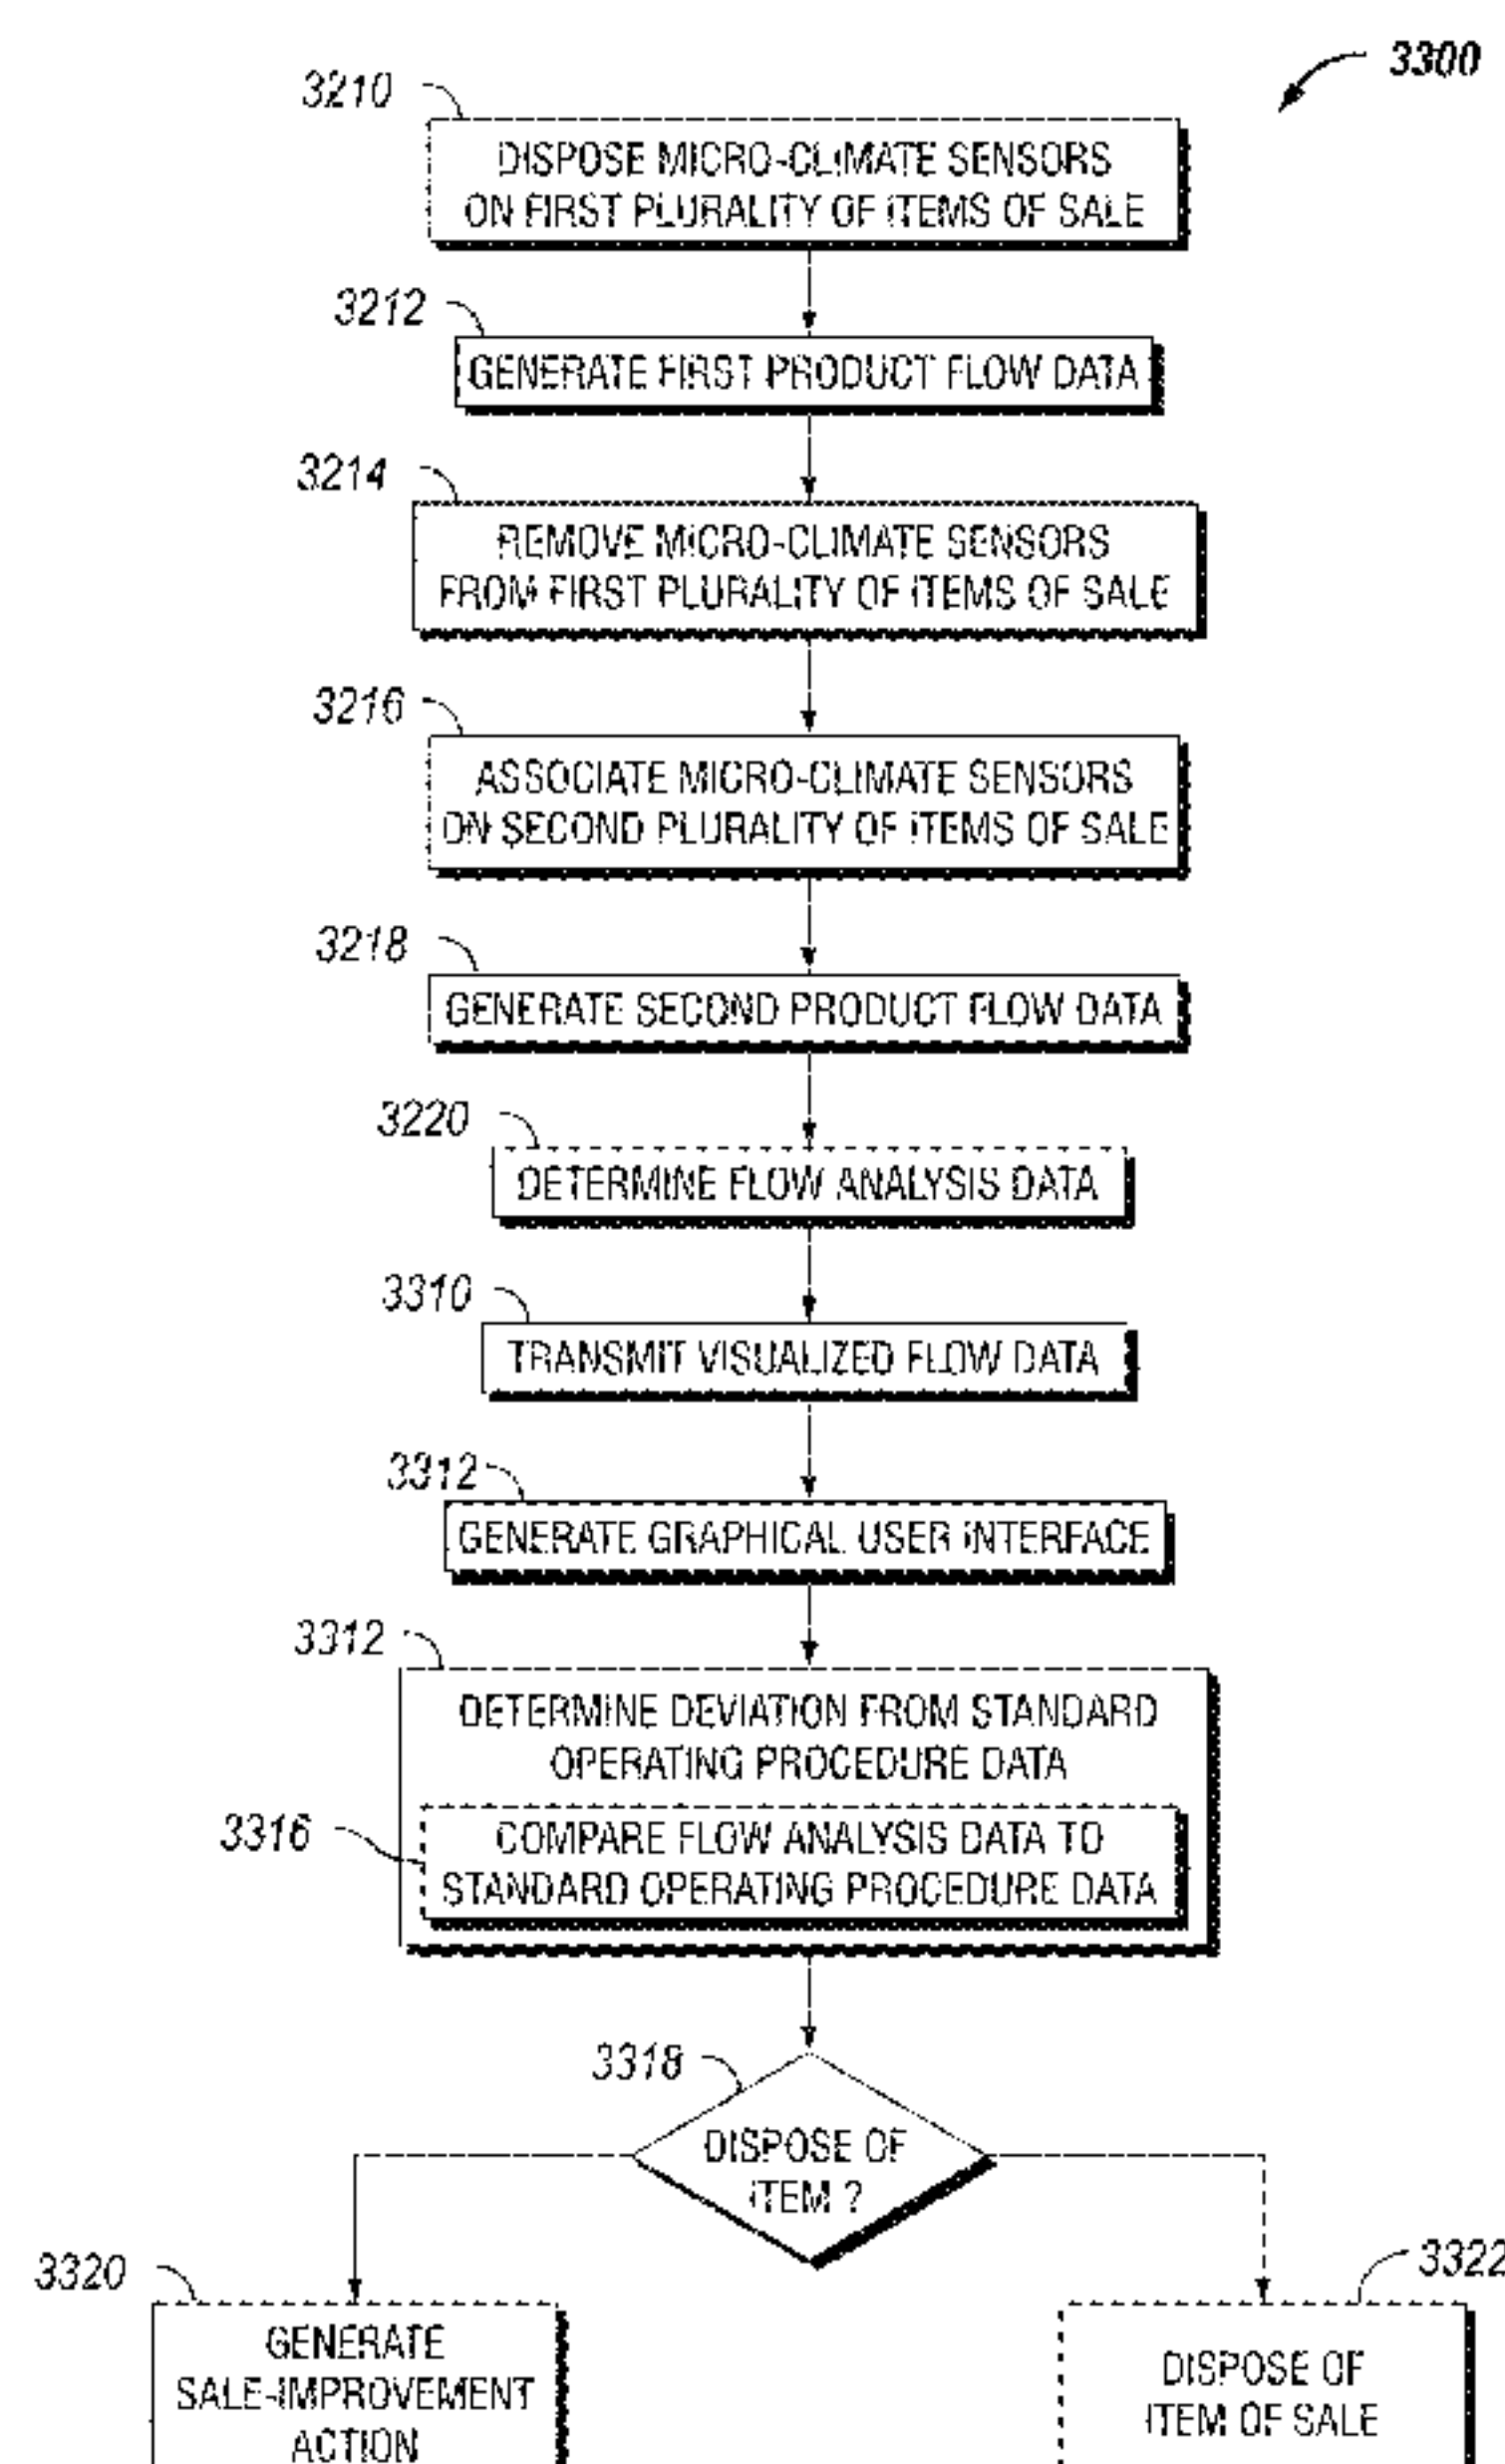 3300
3210
DISPOSE MICRO-CLIMATE SENSORS
ON FIRST PLURALITY OF ITEMS OF SALE
3212
GENERATE FIRST PRODUCT FLOW DATA
3214
REMOVE MICRO-CLIMATE SENSORS
FROM FIRST PLURALITY OF ITEMS OF SALE
3216
ASSOCIATE MICRO-CLIMATE SENSORS
ON SECOND PLURALITY OF ITEMS OF SALE
3218
GENERATE SECOND PRODUCT FLOW DATA
3220
DETERMINE FLOW ANALYSIS DATA
3310
TRANSMIT VISUALIZED FLOW DATA
3312
GENERATE GRAPHICAL USER INTERFACE
3312
DETERMINE DEVIATION FROM STANDARD
OPERATING PROCEDURE DATA
3316
COMPARE FLOW ANALYSIS DATA TO
STANDARD OPERATING PROCEDURE DATA
3318
DISPOSE OF
ITEM ?
3320
GENERATE
SALE-IMPROVEMENT
ACTION
3322
DISPOSE OF
ITEM OF SALE